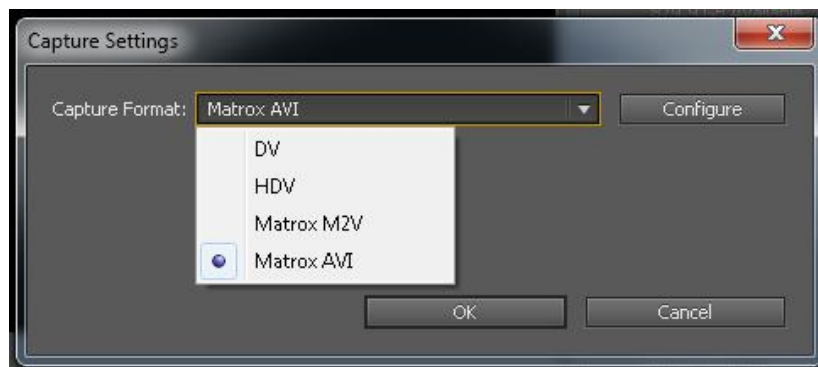 Capture Settings
Capture Format: Matrox AVI Configure
DV
HDV
Matrox M2V
Matrox AVI
OK Cancel